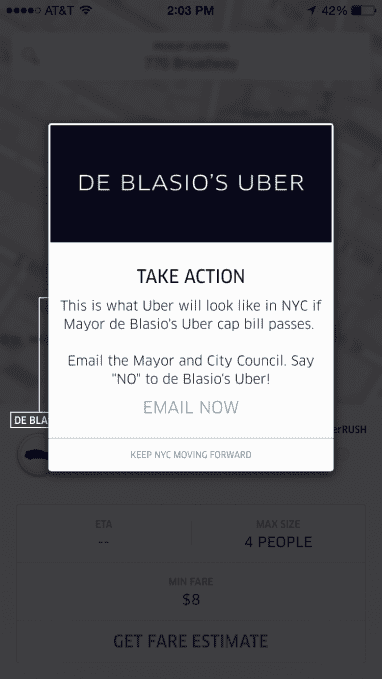 AT&T 2:03 PM 42%
PICKUP LOCATION
770 Broadway
DE BLASIO'S UBER
TAKE ACTION
This is what Uber will look like in NYC if
Mayor de Blasio's Uber cap bill passes.
Email the Mayor and City Council. Say
"NO" to de Blasio's Uber!
EMAIL NOW
KEEP NYC MOVING FORWARD
DE BLA
erRUSH
ETA
MAX SIZE
--
4 PEOPLE
MIN FARE
$8
GET FARE ESTIMATE